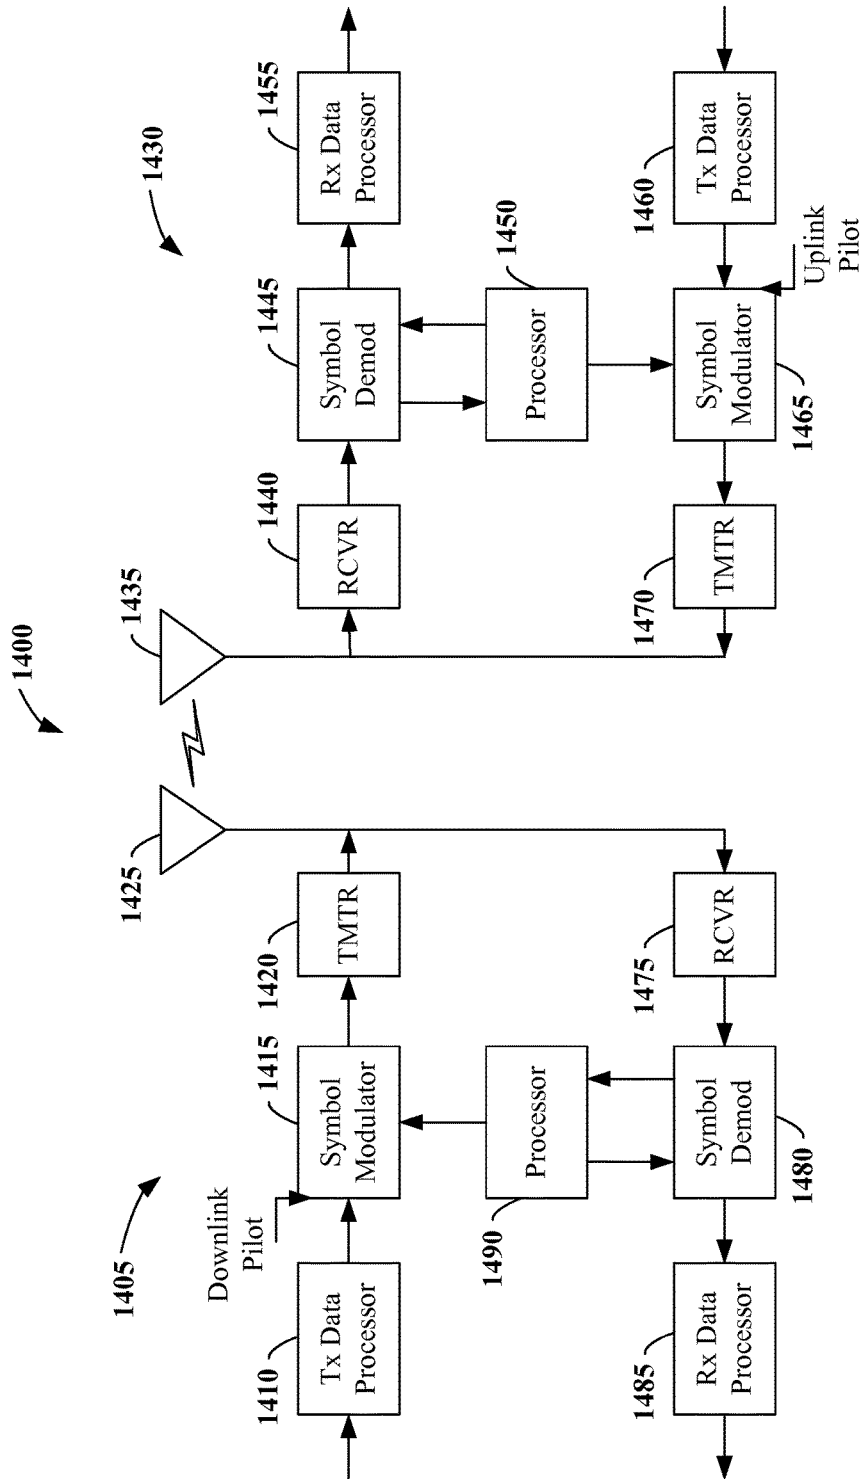 1400
1405
1430
1425
1435
Downlink
Pilot
1410
1415
1420
1440
1445
1455
Tx Data
Processor
Symbol
Modulator
TMTR
RCVR
Symbol
Demod
Rx Data
Processor
1490
Processor
Processor
1450
1485
1480
1475
1470
1465
1460
Rx Data
Processor
Symbol
Demod
RCVR
TMTR
Symbol
Modulator
Tx Data
Processor
Uplink
Pilot